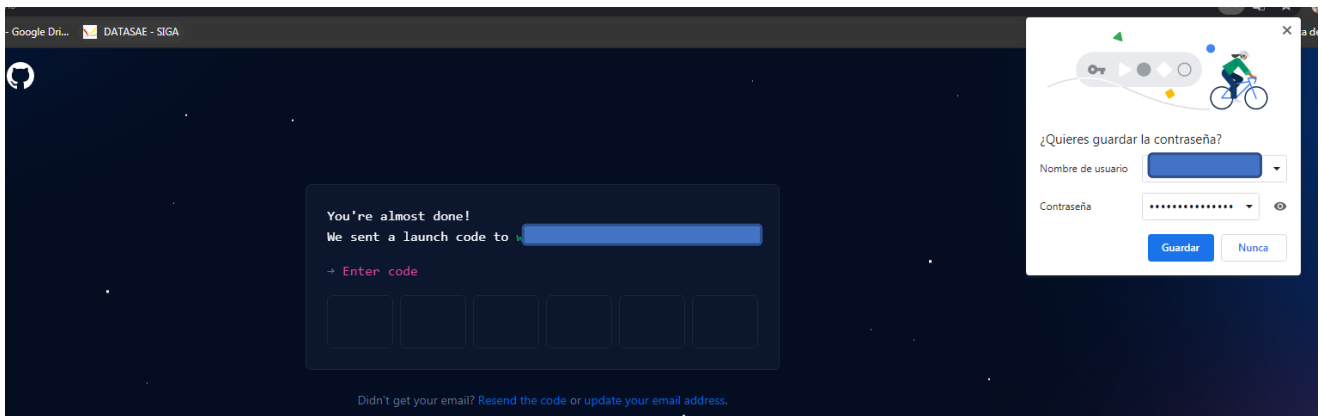 - Google Dri...
DATASAE - SIGA
You're almost done!
We sent a launch code to w
→ Enter code
Didn't get your email? Resend the code or update your email address.
¿Quieres guardar la contraseña?
Nombre de usuario
Contraseña
Guardar
Nunca